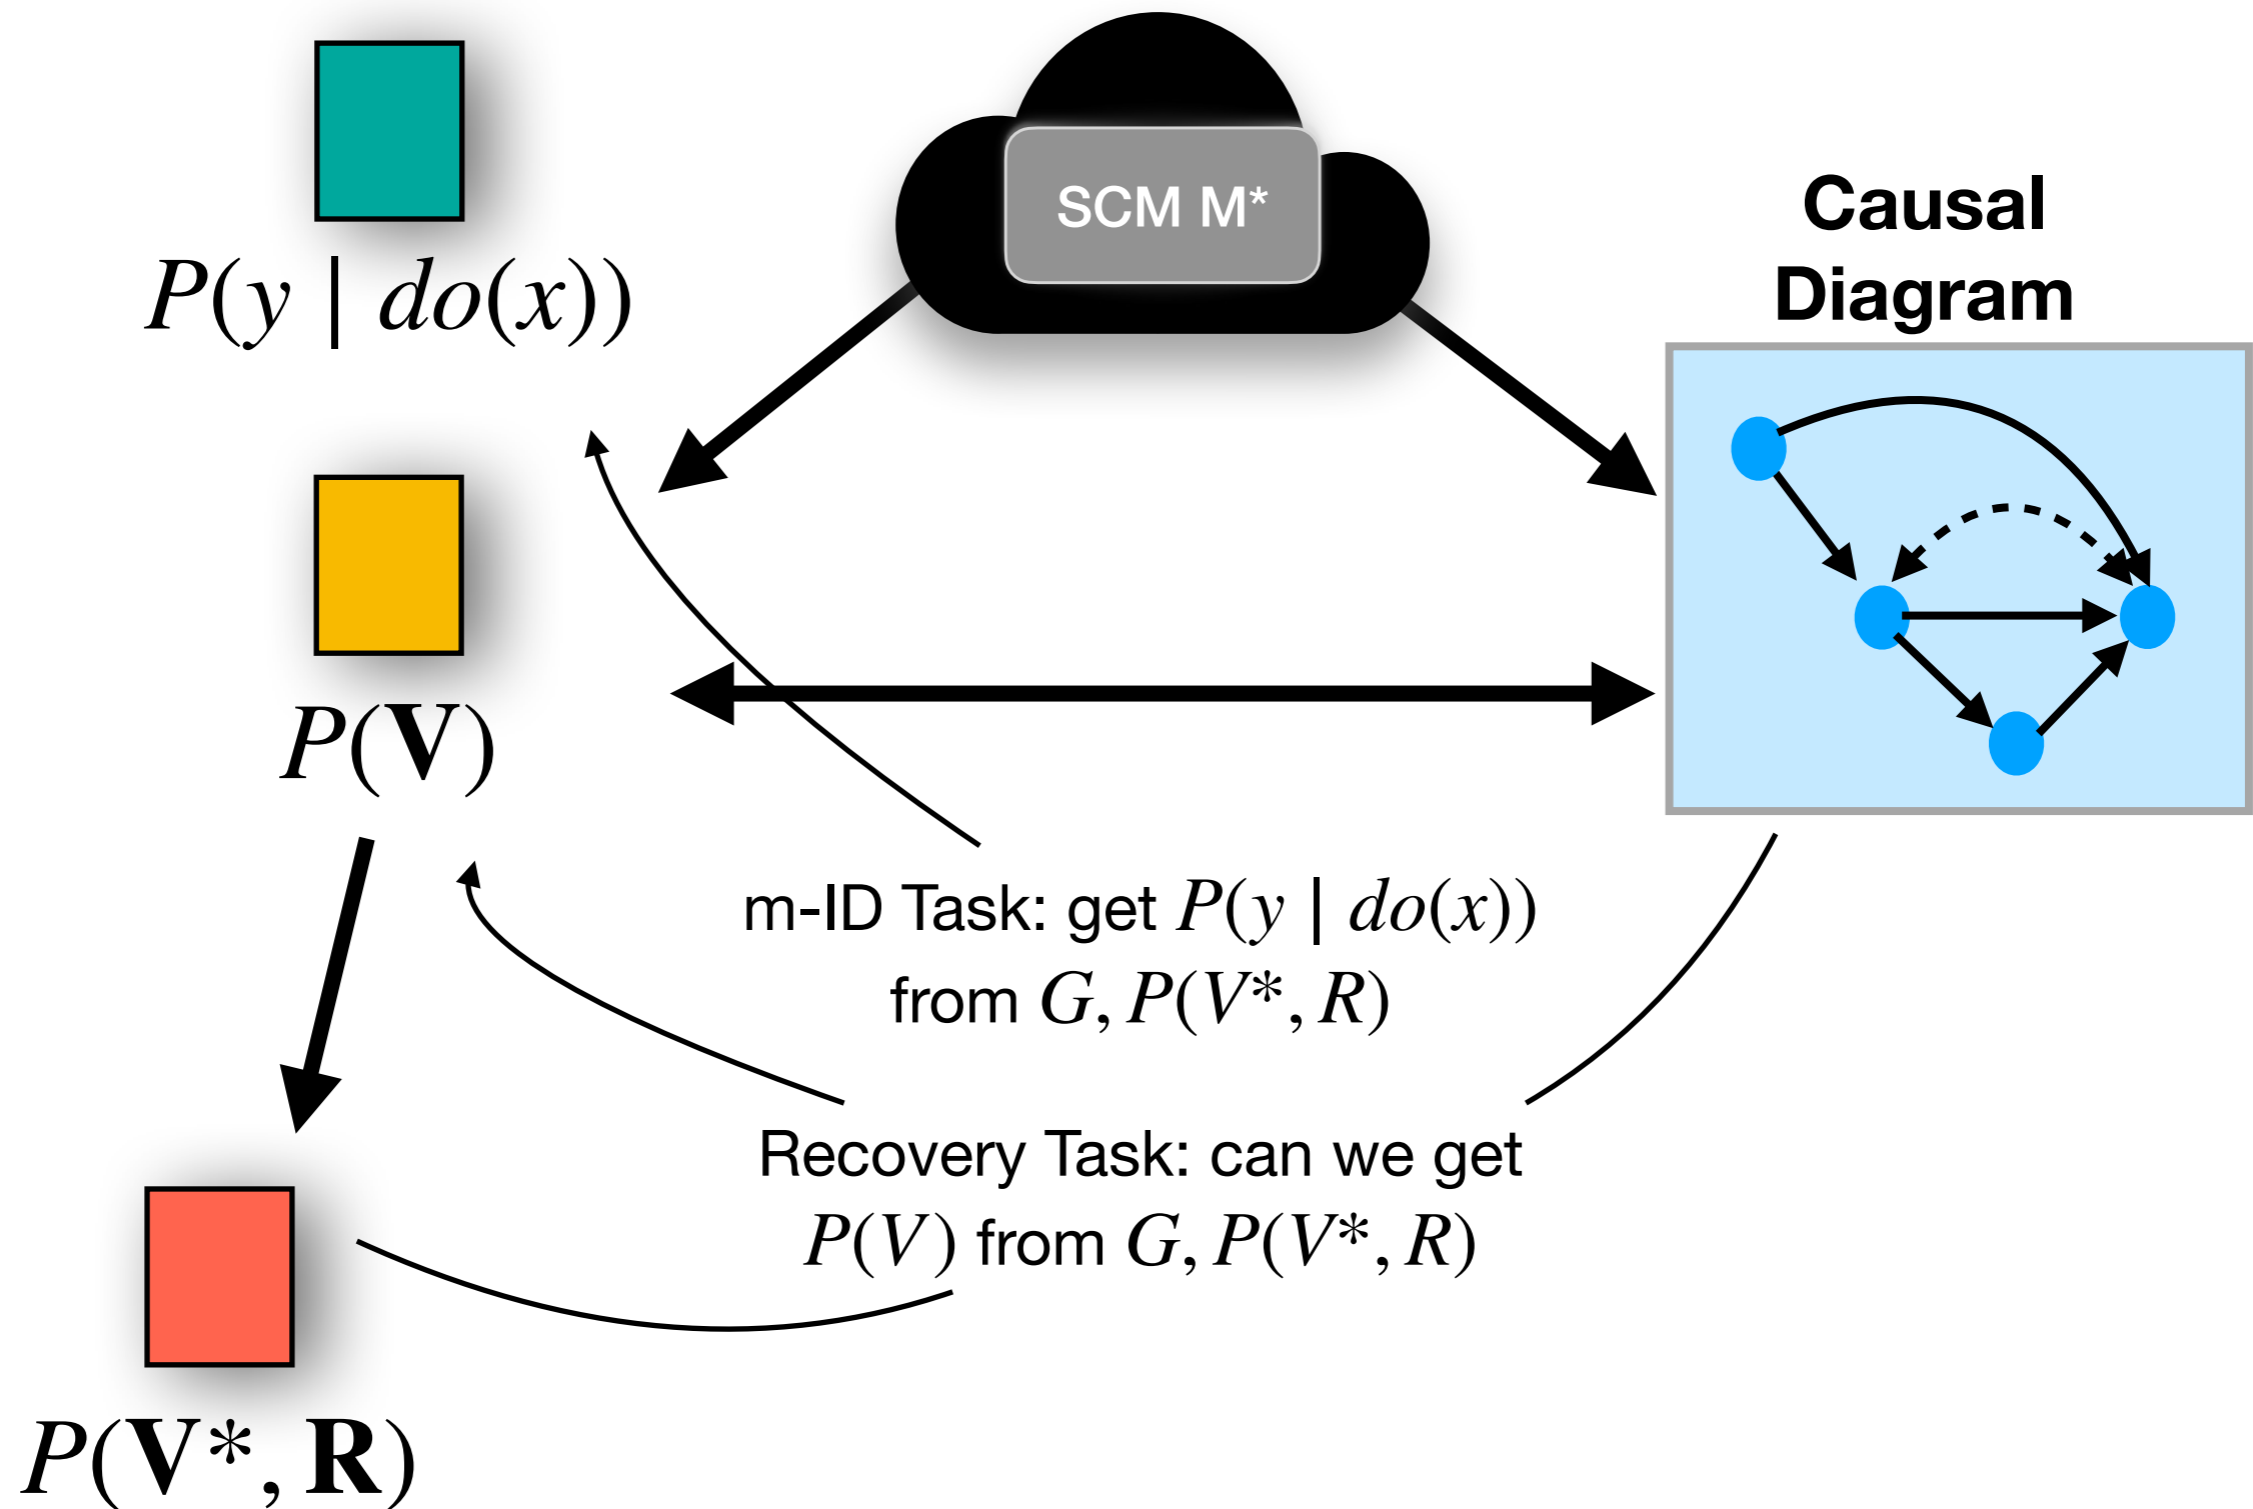 SCM M*
Causal
Diagram
P(y | do(x))
P(V)
m-ID Task: get P(y | do(x))
from G, P(V*, R)
Recovery Task: can we get
P(V) from G, P(V*, R)
P(V*, R)